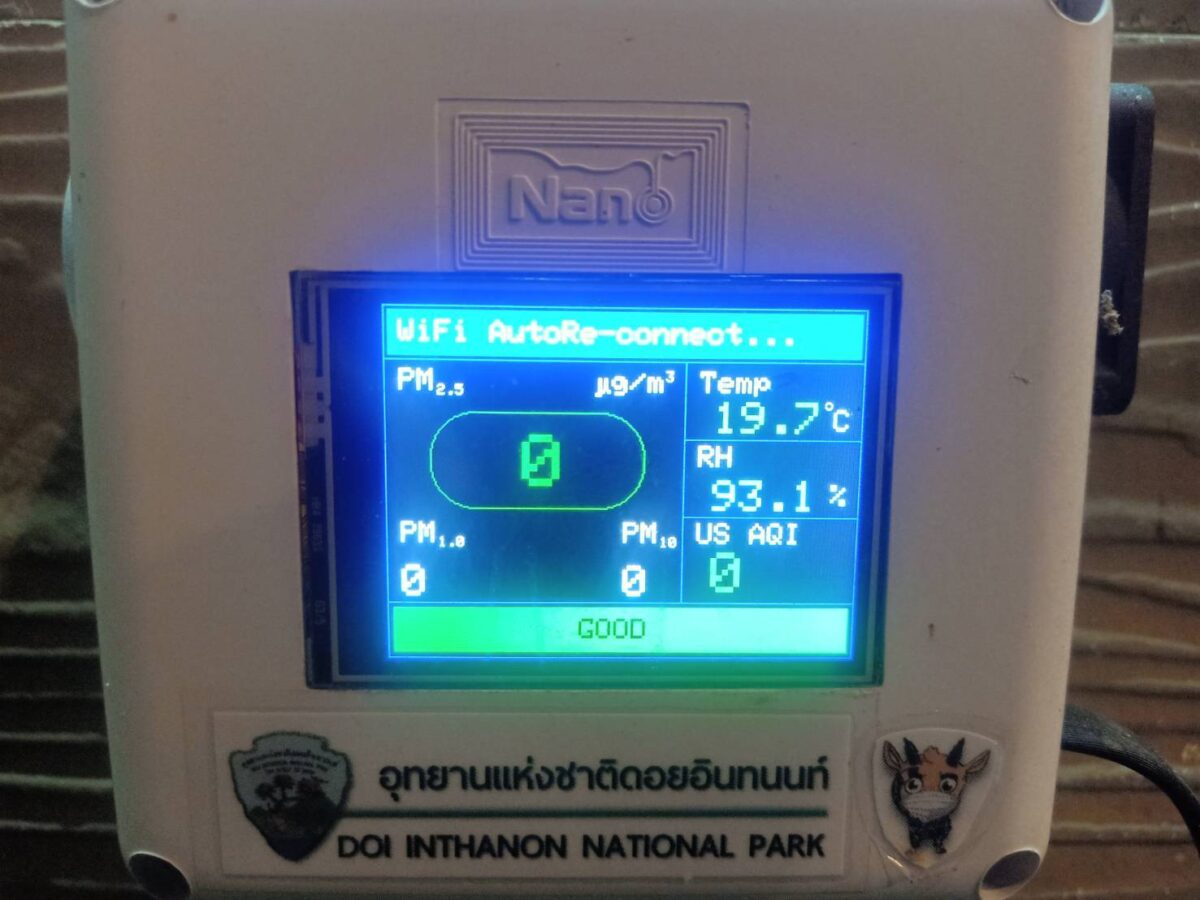 Nano
WiFi AutoRe-connect...
PM2.5 µg/m³
0
PM1.0 PM10
0 0
Temp
19.7°C
RH
93.1 %
US AQI
0
GOOD
อุทยานแห่งชาติดอยอินทนนท์
DOI INTHANON NATIONAL PARK